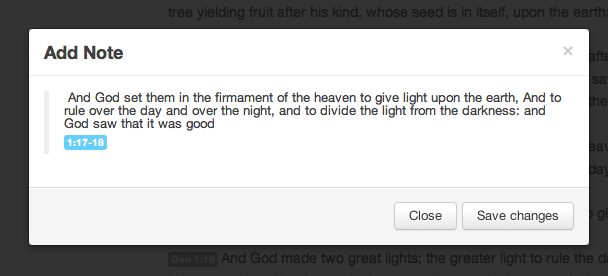 tree yielding fruit after his kind, whose seed is in itself, upon the earth:
Add Note
×
And God set them in the firmament of the heaven to give light upon the earth, And to
rule over the day and over the night, and to divide the light from the darkness: and
God saw that it was good
1:17-18
Close
Save changes
Gen 1:16 And God made two great lights; the greater light to rule the